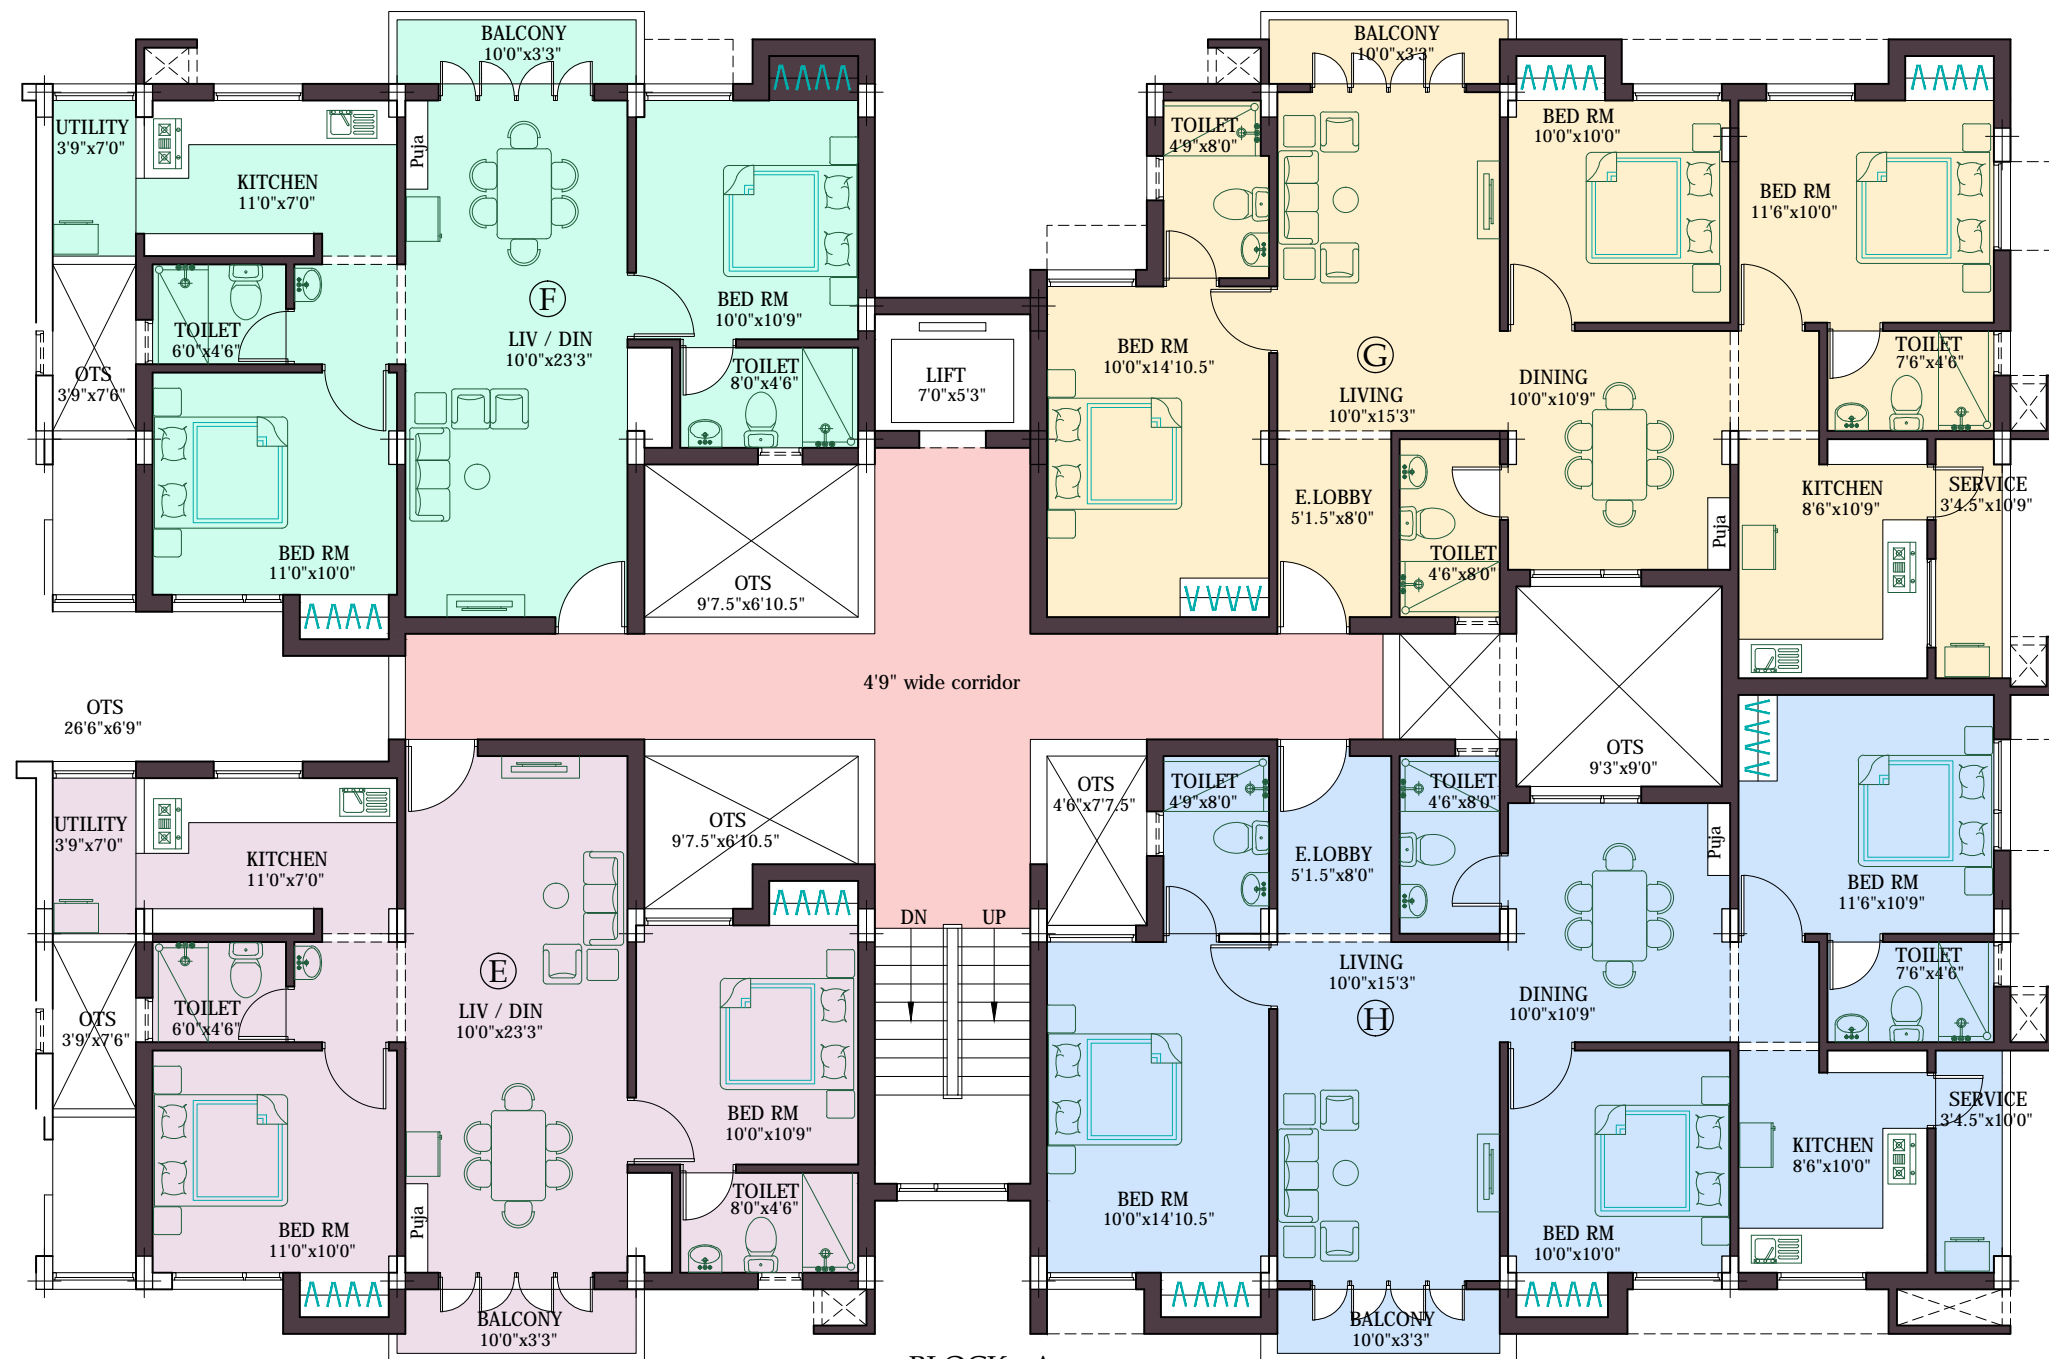 BALCONY
10'0"x3'3"
UTILITY
3'9"x7'0"
KITCHEN
11'0"x7'0"
Puja
BED RM
10'0"x10'9"
F
LIV / DIN
10'0"x23'3"
TOILET
6'0"x4'6"
OTS
3'9"x7'6"
TOILET
8'0"x4'6"
BED RM
11'0"x10'0"
OTS
9'7.5"x6'10.5"
LIFT
7'0"x5'3"
BALCONY
10'0"x3'3"
TOILET
4'9"x8'0"
BED RM
10'0"x10'0"
BED RM
11'6"x10'0"
BED RM
10'0"x14'10.5"
G
LIVING
10'0"x15'3"
DINING
10'0"x10'9"
TOILET
7'6"x4'6"
E.LOBBY
5'1.5"x8'0"
TOILET
4'6"x8'0"
Puja
KITCHEN
8'6"x10'9"
SERVICE
3'4.5"x10'9"
4'9" wide corridor
OTS
26'6"x6'9"
OTS
9'3"x9'0"
UTILITY
3'9"x7'0"
KITCHEN
11'0"x7'0"
OTS
9'7.5"x6'10.5"
E
LIV / DIN
10'0"x23'3"
TOILET
6'0"x4'6"
OTS
3'9"x7'6"
BED RM
10'0"x10'9"
TOILET
8'0"x4'6"
BED RM
11'0"x10'0"
Puja
BALCONY
10'0"x3'3"
DN UP
OTS
4'6"x7'7.5"
TOILET
4'9"x8'0"
E.LOBBY
5'1.5"x8'0"
TOILET
4'6"x8'0"
Puja
BED RM
11'6"x10'9"
LIVING
10'0"x15'3"
H
DINING
10'0"x10'9"
TOILET
7'6"x4'6"
BED RM
10'0"x14'10.5"
BED RM
10'0"x10'0"
KITCHEN
8'6"x10'0"
SERVICE
3'4.5"x10'0"
BALCONY
10'0"x3'3"